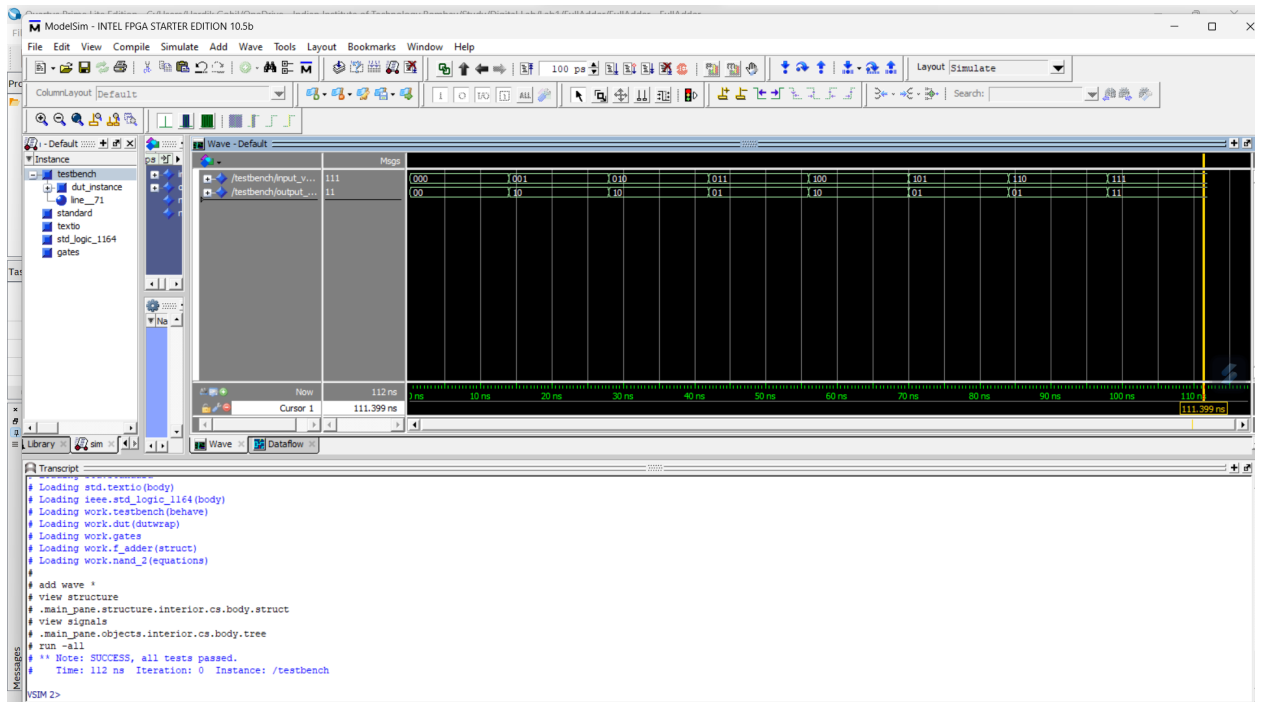 ModelSim - INTEL FPGA STARTER EDITION 10.5b
File Edit View Compile Simulate Add Wave Tools Layout Bookmarks Window Help
100 ps
Layout Simulate
ColumnLayout Default
Search:
- Default
Wave - Default
Instance
Msgs
testbench
dut_instance
line__71
standard
textio
std_logic_1164
gates
/testbench/input_v... 111 000 001 010 011 100 101 110 111
/testbench/output_... 11 00 10 10 01 10 01 01 11
Na
Now 112 ns
10 ns 20 ns 30 ns 40 ns 50 ns 60 ns 70 ns 80 ns 90 ns 100 ns
Cursor 1 111.399 ns
111.399 ns
Library sim
Wave Dataflow
Transcript
# Loading std.textio(body)
# Loading ieee.std_logic_1164(body)
# Loading work.testbench(behave)
# Loading work.dut(dutwrap)
# Loading work.gates
# Loading work.f_adder(struct)
# Loading work.nand_2(equations)
#
# add wave *
# view structure
# .main_pane.structure.interior.cs.body.struct
# view signals
# .main_pane.objects.interior.cs.body.tree
# run -all
# ** Note: SUCCESS, all tests passed.
# Time: 112 ns Iteration: 0 Instance: /testbench
VSIM 2>
Messages